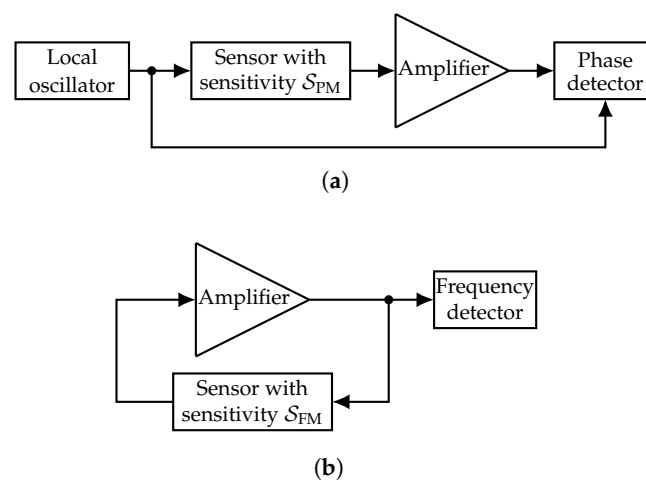 Local
oscillator
Sensor with
sensitivity 𝒮PM
Amplifier
Phase
detector
(a)
Amplifier
Frequency
detector
Sensor with
sensitivity 𝒮FM
(b)